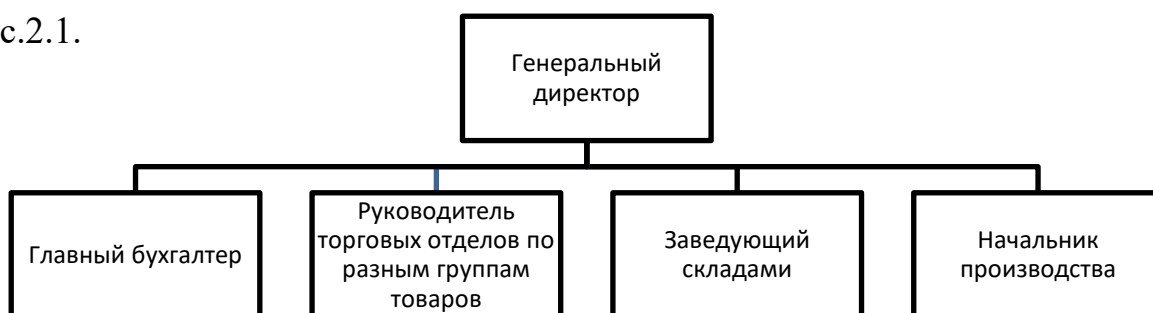 с.2.1.
Генеральный
директор
Главный бухгалтер
Руководитель
торговых отделов по
разным группам
товаров
Заведующий
складами
Начальник
производства